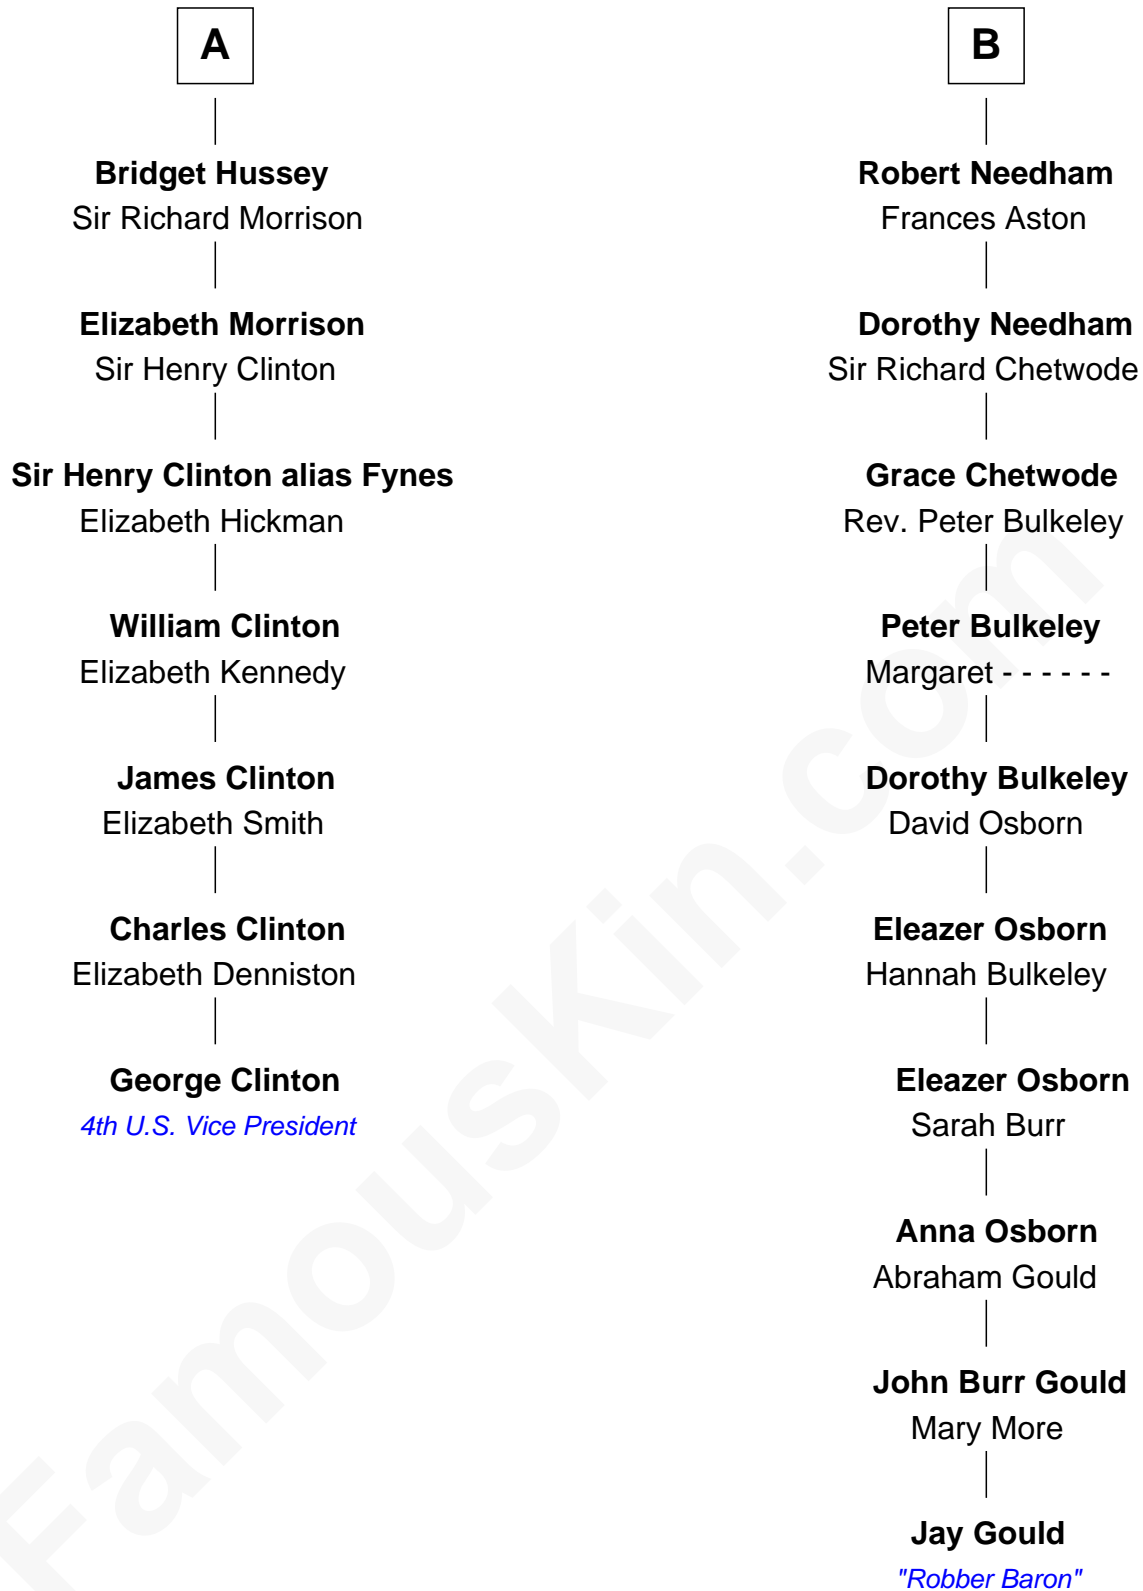 A
Bridget Hussey
Sir Richard Morrison
Elizabeth Morrison
Sir Henry Clinton
Sir Henry Clinton alias Fynes
Elizabeth Hickman
William Clinton
Elizabeth Kennedy
James Clinton
Elizabeth Smith
Charles Clinton
Elizabeth Denniston
George Clinton
4th U.S. Vice President
B
Robert Needham
Frances Aston
Dorothy Needham
Sir Richard Chetwode
Grace Chetwode
Rev. Peter Bulkeley
Peter Bulkeley
Margaret - - - - - -
Dorothy Bulkeley
David Osborn
Eleazer Osborn
Hannah Bulkeley
Eleazer Osborn
Sarah Burr
Anna Osborn
Abraham Gould
John Burr Gould
Mary More
Jay Gould
"Robber Baron"
FamousKin.com